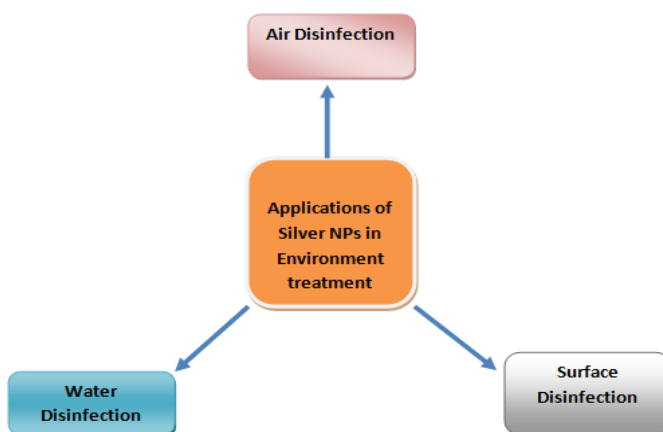 Air Disinfection
Applications of
Silver NPs in
Environment
treatment
Water
Disinfection
Surface
Disinfection